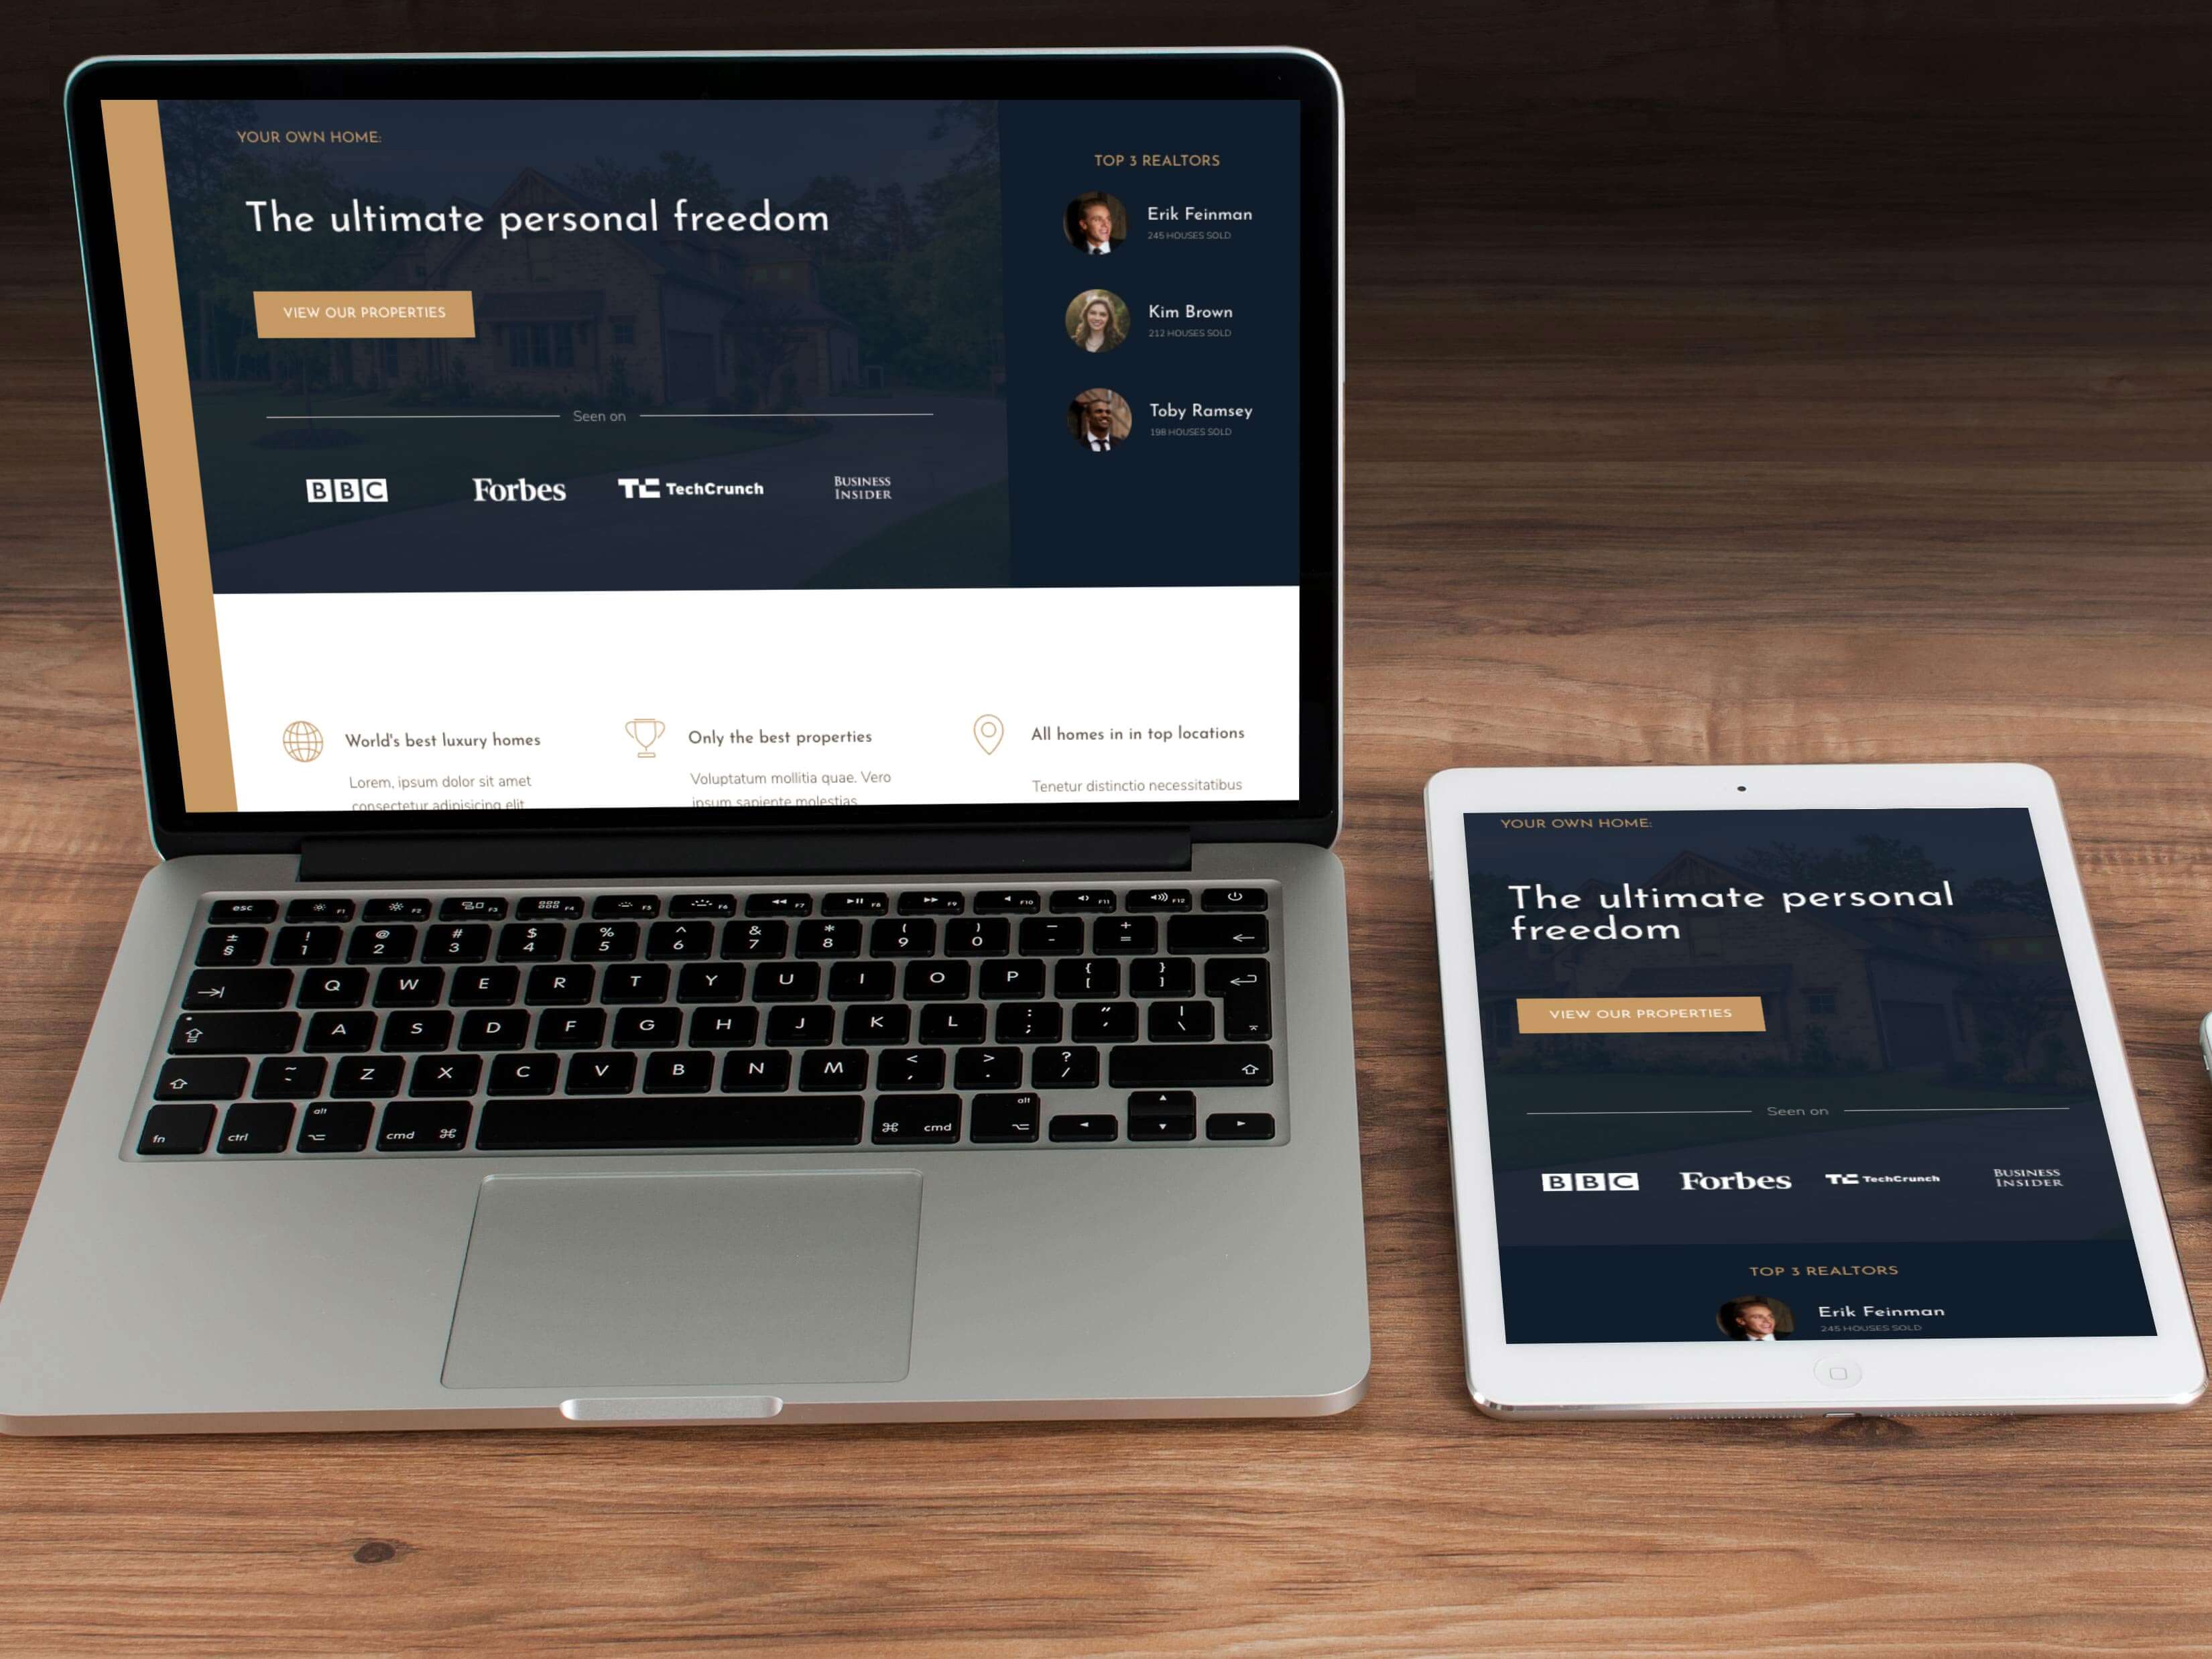 YOUR OWN HOME:
The ultimate personal freedom
VIEW OUR PROPERTIES
Seen on
BBC
Forbes
TC TechCrunch
BUSINESS
INSIDER
TOP 3 REALTORS
Erik Feinman
245 HOUSES SOLD
Kim Brown
212 HOUSES SOLD
Toby Ramsey
198 HOUSES SOLD
World's best luxury homes
Lorem, ipsum dolor sit amet
consectetur adipisicing elit
Only the best properties
Voluptatum mollitia quae. Vero
ipsum sapiente molestias
All homes in in top locations
Tenetur distinctio necessitatibus
esc F1 F2 F3 F4 F5 F6 F7 F8 F9 F10 F11 F12
± § ! 1 @ 2 # 3 $ 4 % 5 ^ 6 & 7 * 8 ( 9 ) 0 _ - + =
Q W E R T Y U I O P { [ } ]
A S D F G H J K L : ; " ' | \
~ ` Z X C V B N M < , > . ? /
fn ctrl alt ⌥ cmd ⌘ ⌘ cmd alt ⌥
YOUR OWN HOME:
The ultimate personal
freedom
VIEW OUR PROPERTIES
Seen on
BBC
Forbes
TC TechCrunch
BUSINESS
INSIDER
TOP 3 REALTORS
Erik Feinman
245 HOUSES SOLD